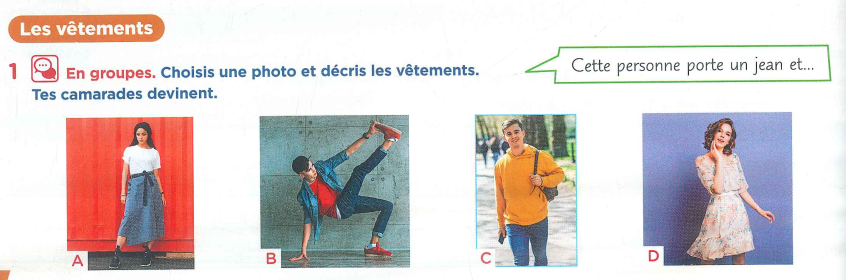 Les vêtements
1 En groupes. Choisis une photo et décris les vêtements.
Tes camarades devinent.
Cette personne porte un jean et...
A
B
C
D